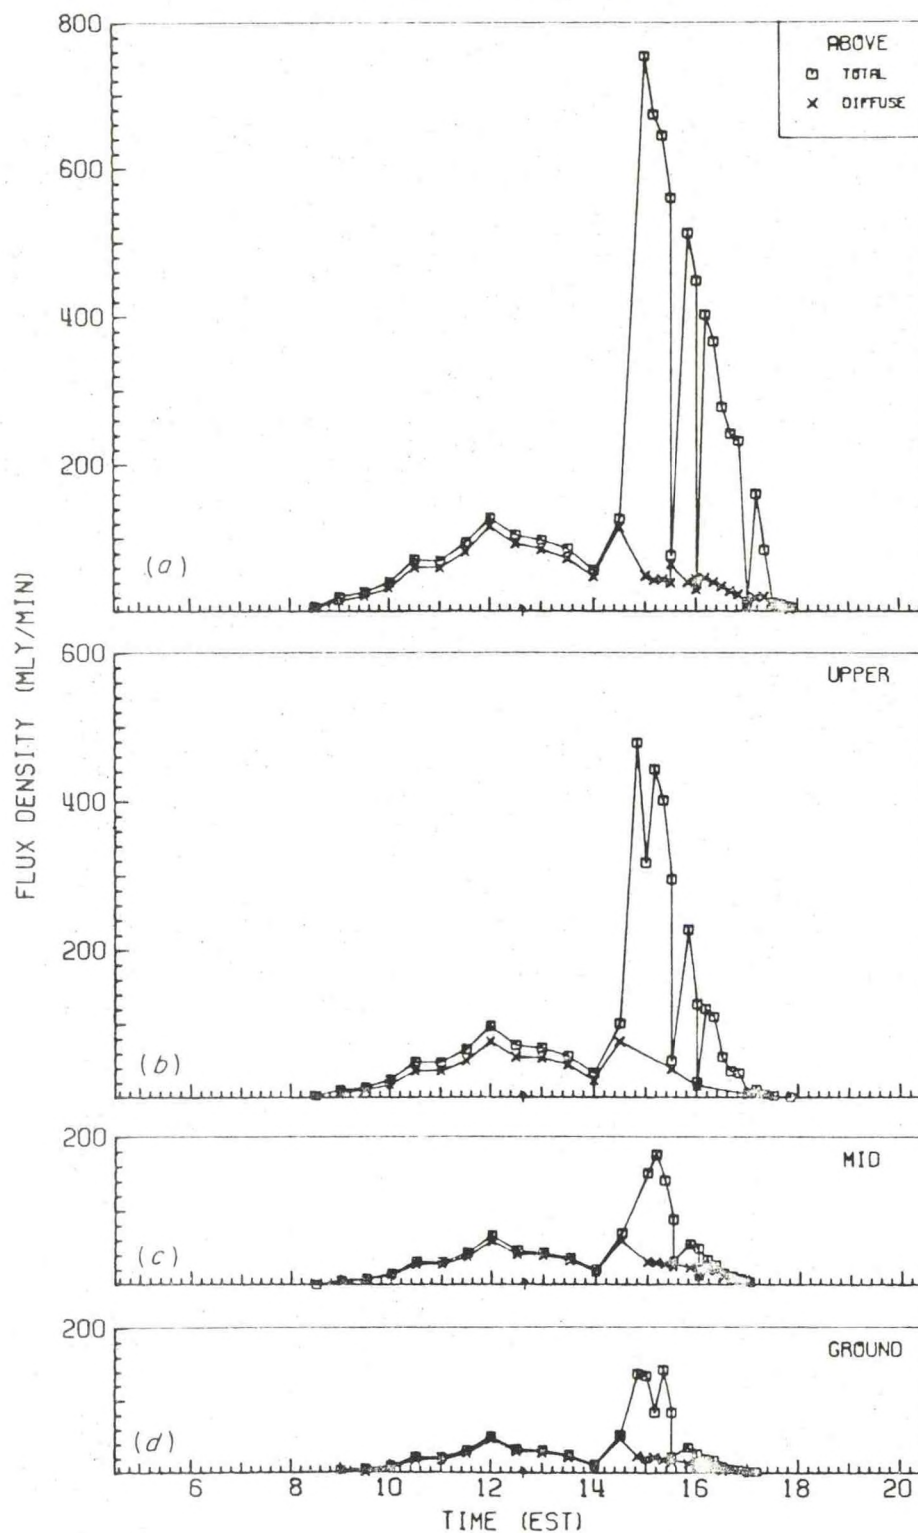 800
ABOVE
TOTAL
DIFFUSE
600
400
200
(a)
FLUX DENSITY (MLY/MIN)
600
UPPER
400
200
(b)
200
MID
(c)
200
GROUND
(d)
6 8 10 12 14 16 18 20
TIME (EST)